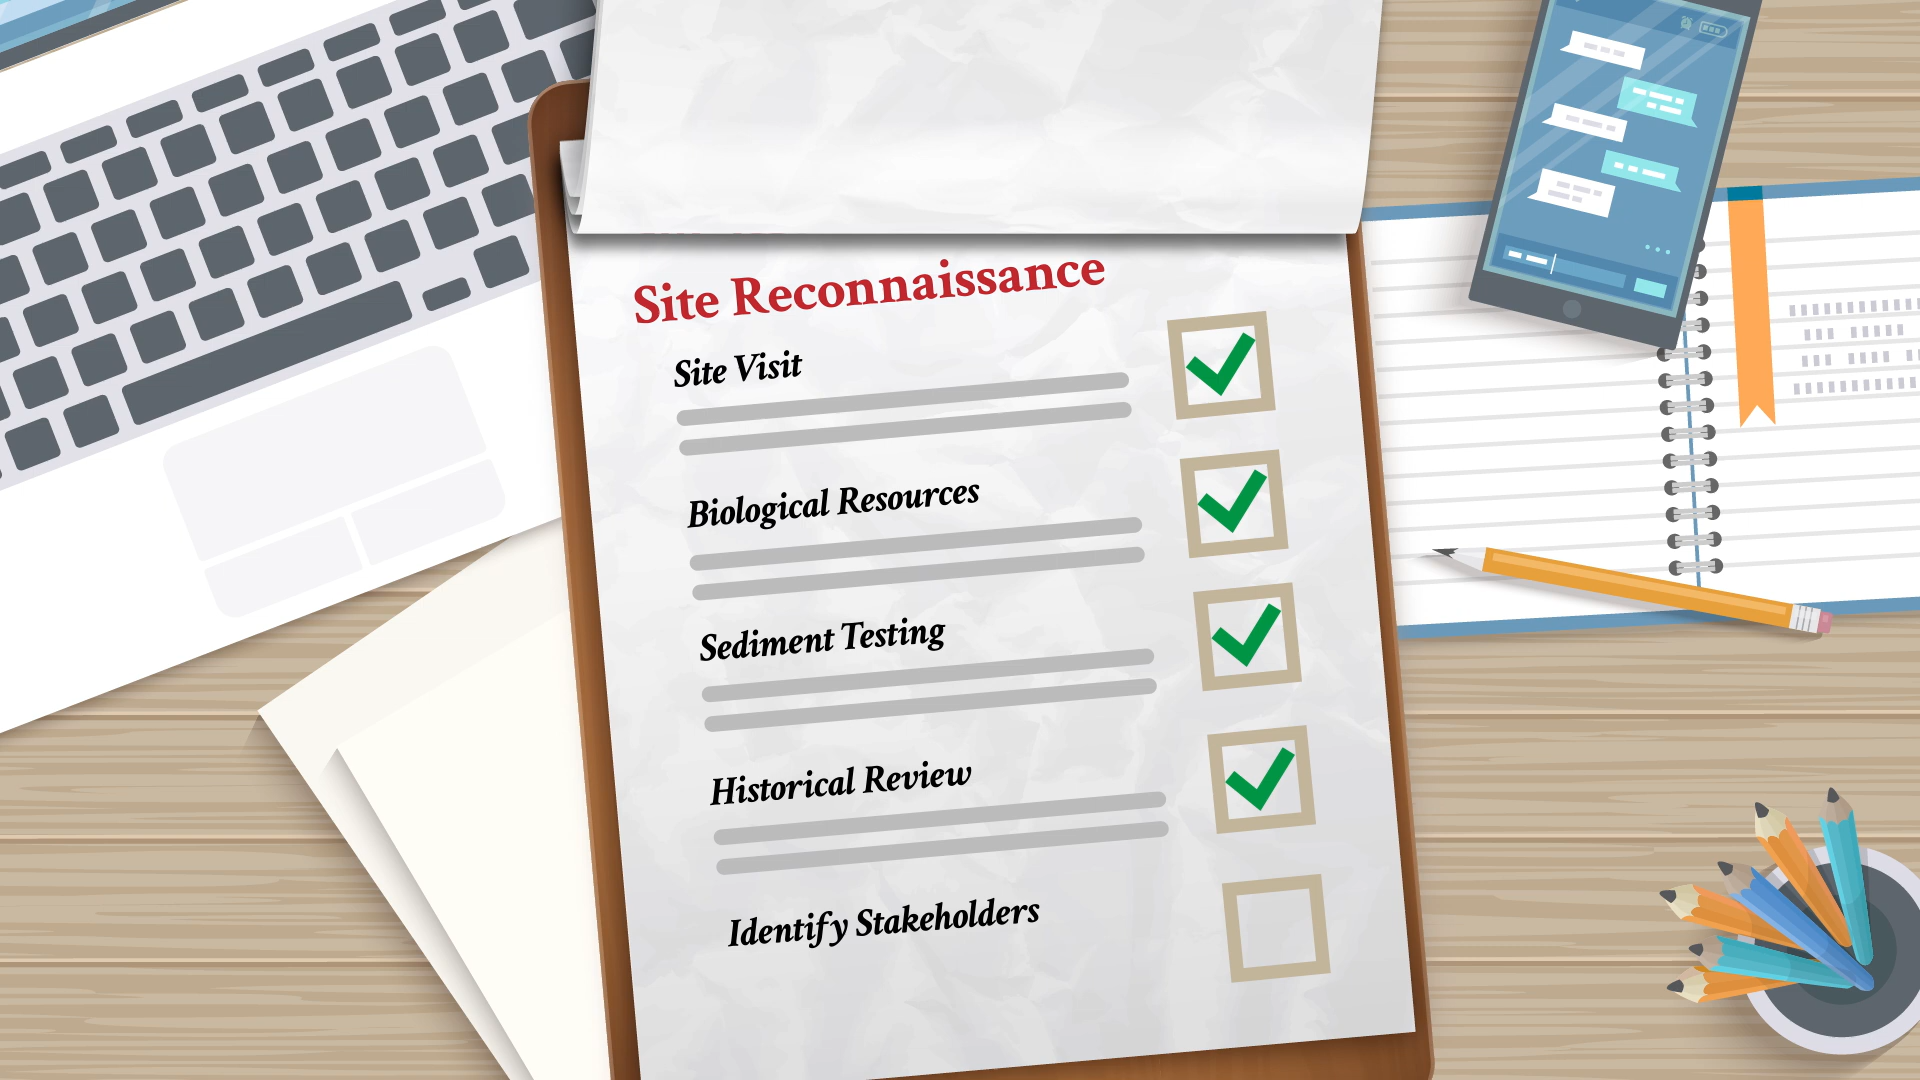 Site Reconnaissance
Site Visit
Biological Resources
Sediment Testing
Historical Review
Identify Stakeholders